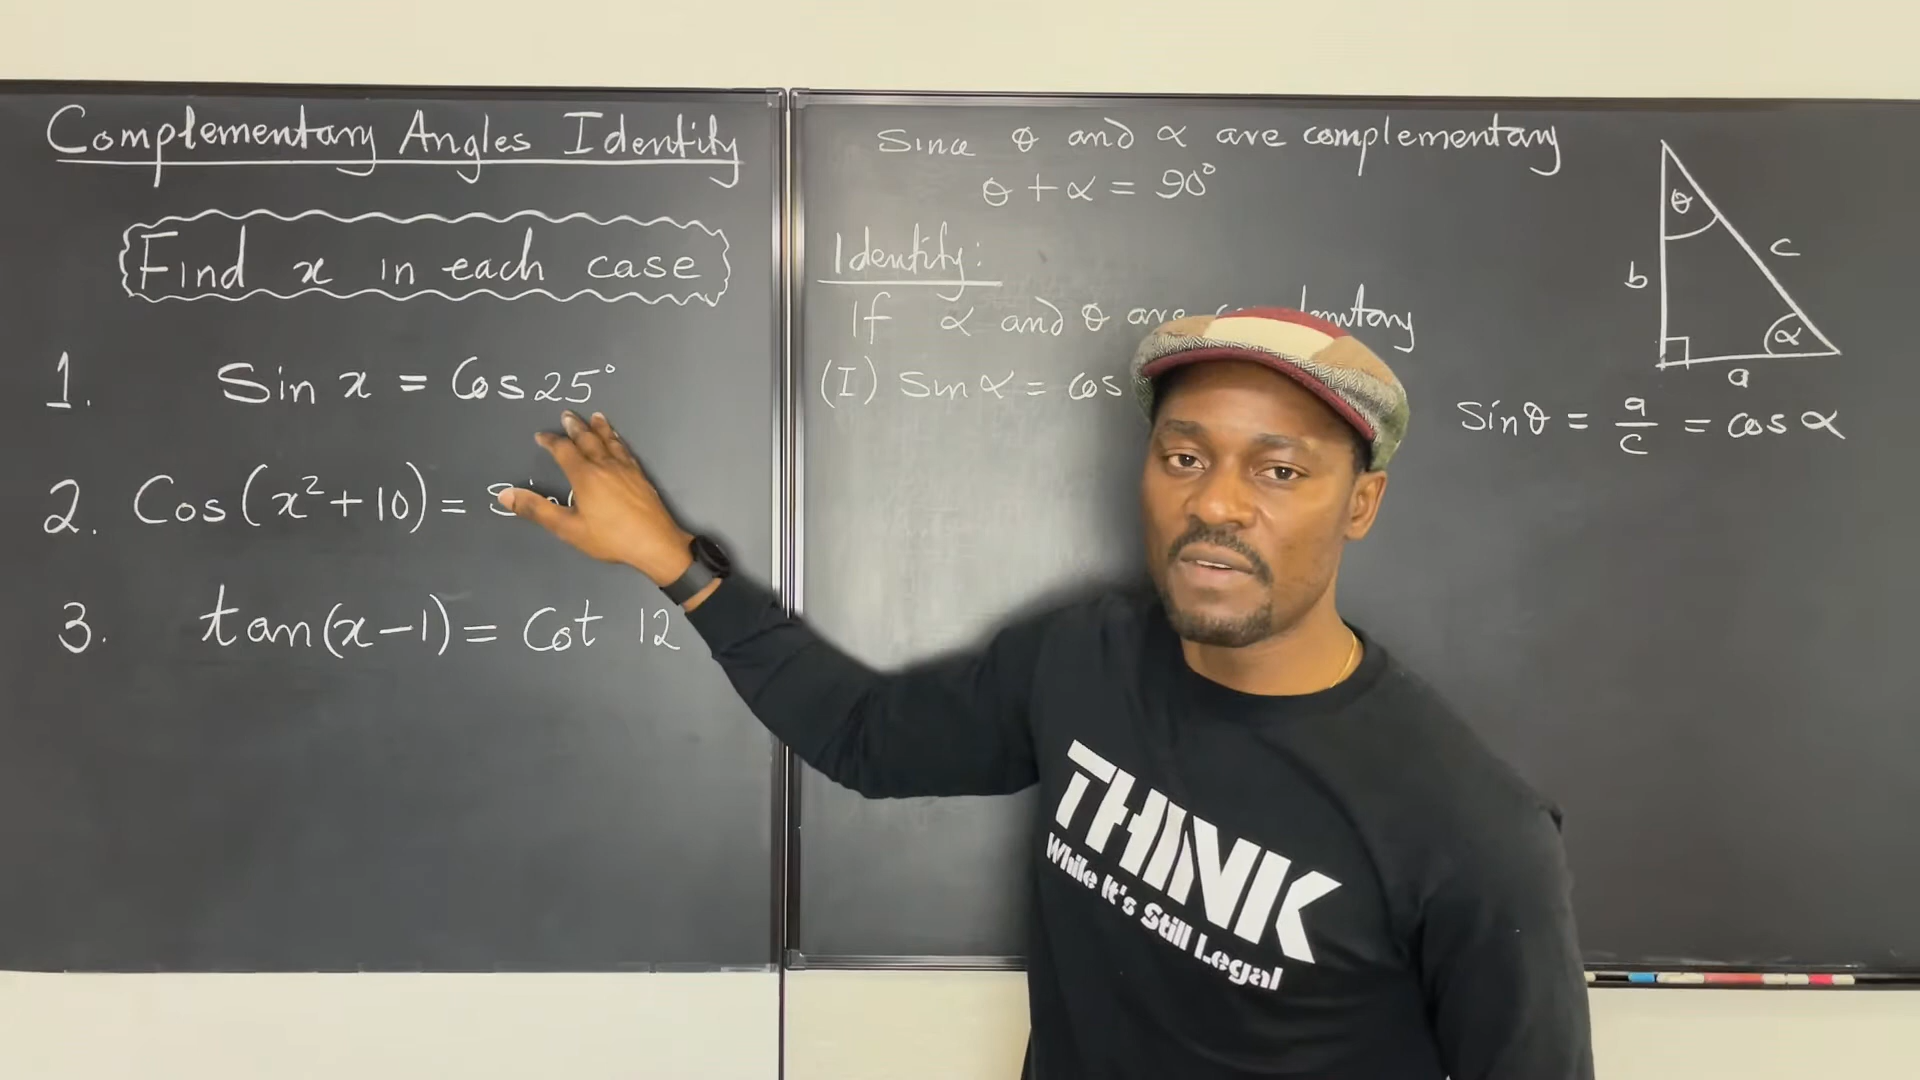 Complementary Angles Identity
Find x in each case
1. Sin x = Cos 25°
2. Cos(x² + 10) = sin
3. tan(x-1) = Cot 12
Since θ and α are complementary
θ + α = 90°
Identity:
If α and θ are
(I) Sin α = cos
θ
b
c
α
a
Sin θ = a/c = cos α
THINK
While It's Still Legal